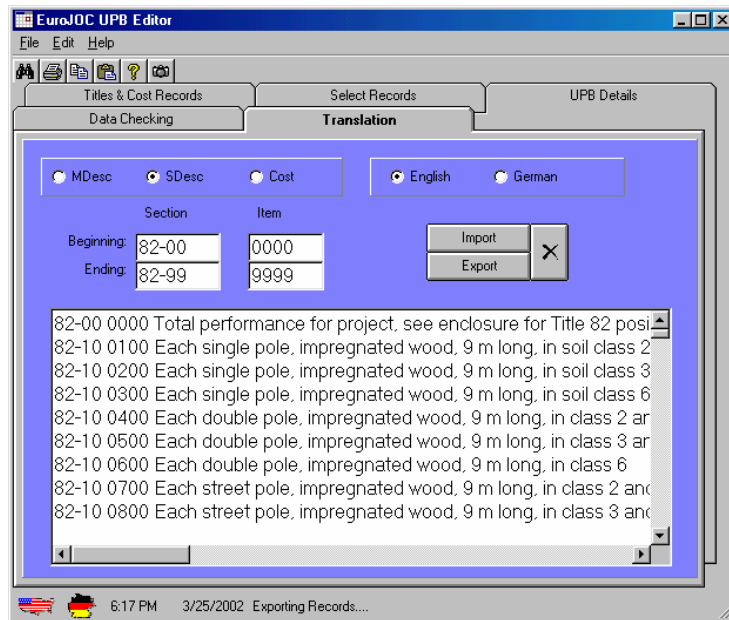 EuroJOC UPB Editor
File Edit Help
Titles & Cost Records Select Records UPB Details
Data Checking Translation
MDesc SDesc Cost English German
Section Item
Beginning: 82-00 0000
Ending: 82-99 9999
Import
Export
82-00 0000 Total performance for project, see enclosure for Title 82 posi
82-10 0100 Each single pole, impregnated wood, 9 m long, in soil class 2
82-10 0200 Each single pole, impregnated wood, 9 m long, in soil class 3
82-10 0300 Each single pole, impregnated wood, 9 m long, in soil class 6
82-10 0400 Each double pole, impregnated wood, 9 m long, in class 2 ar
82-10 0500 Each double pole, impregnated wood, 9 m long, in class 3 ar
82-10 0600 Each double pole, impregnated wood, 9 m long, in class 6
82-10 0700 Each street pole, impregnated wood, 9 m long, in class 2 and
82-10 0800 Each street pole, impregnated wood, 9 m long, in class 3 and
6:17 PM 3/25/2002 Exporting Records....